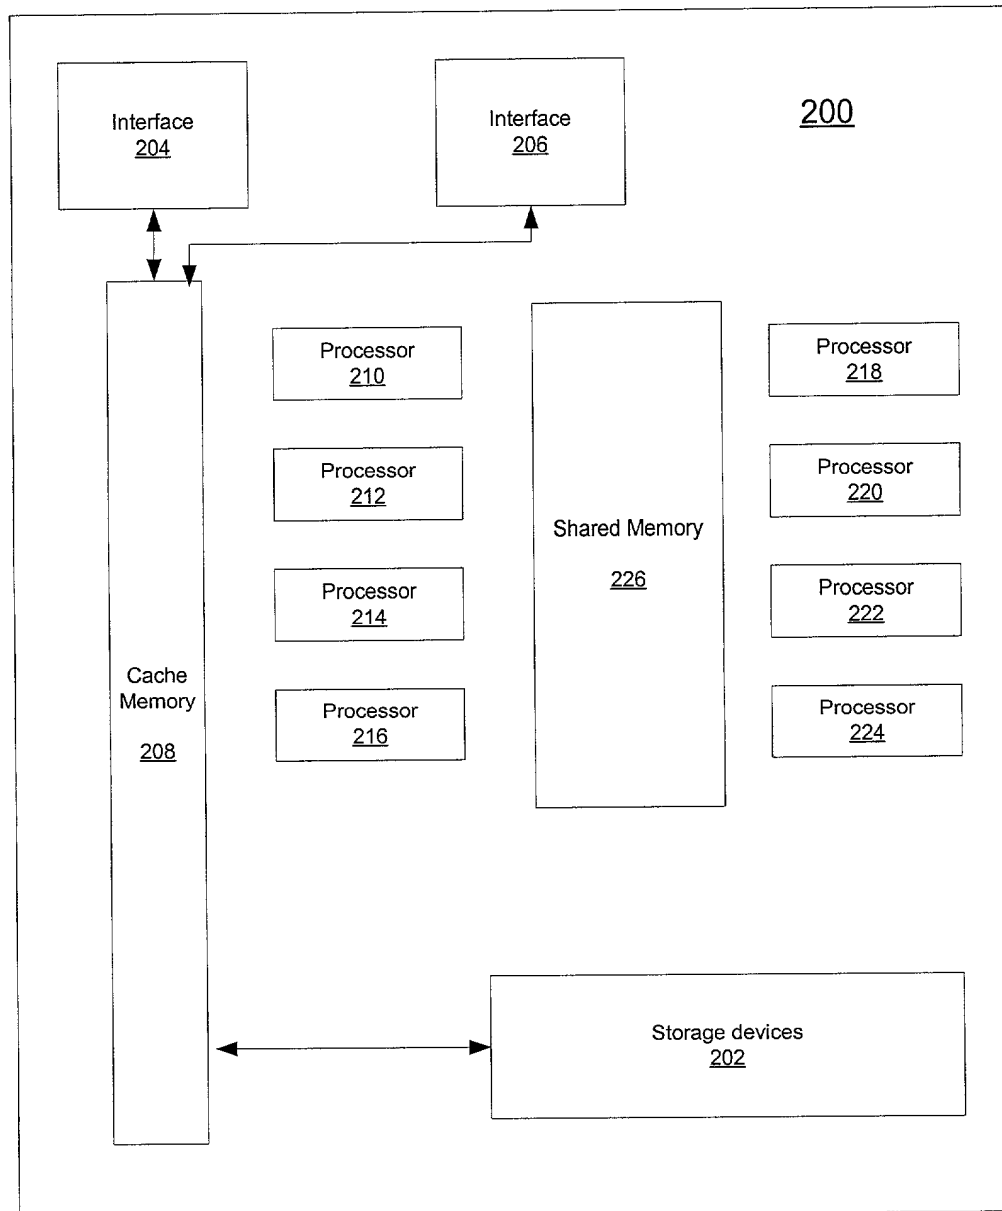 Interface
204
Interface
206
200
Processor
210
Processor
212
Processor
214
Processor
216
Shared Memory
226
Processor
218
Processor
220
Processor
222
Processor
224
Cache
Memory
208
Storage devices
202